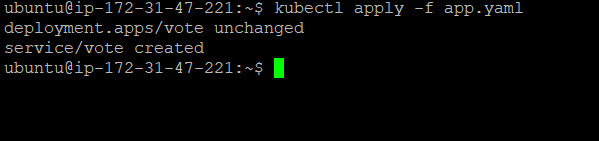 ubuntu@ip-172-31-47-221:~$ kubectl apply -f app.yaml
deployment.apps/vote unchanged
service/vote created
ubuntu@ip-172-31-47-221:~$